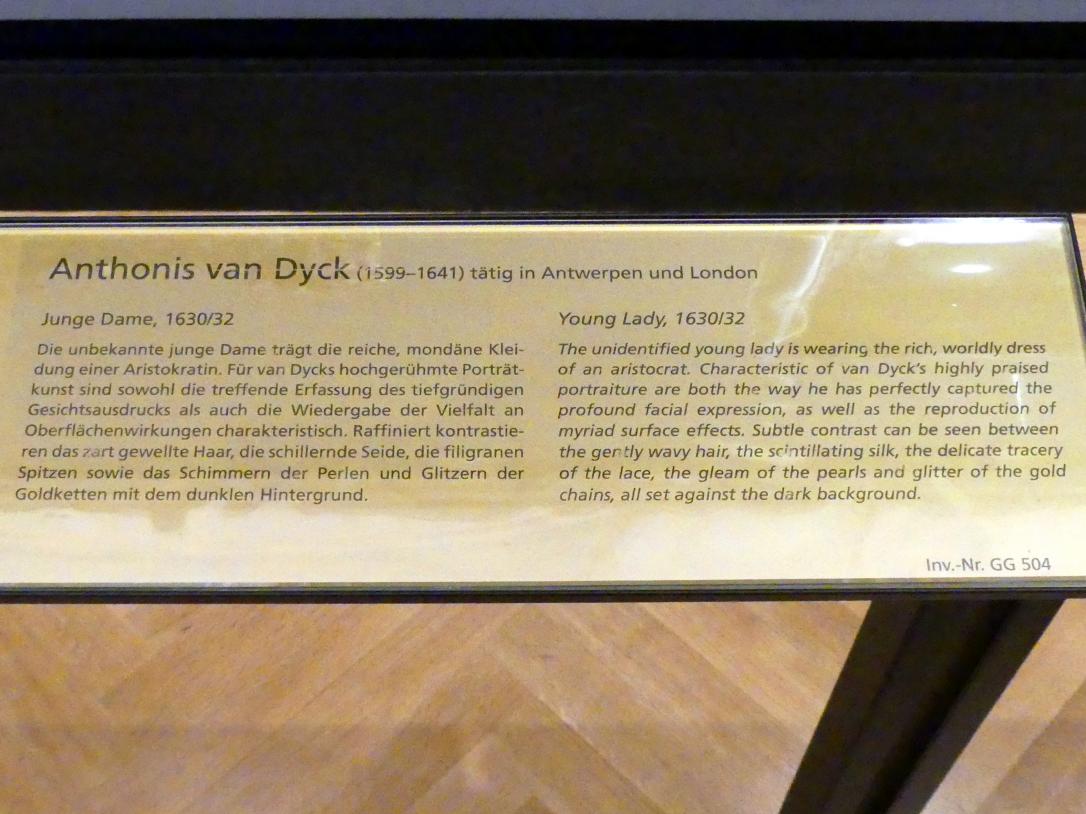 Anthonis van Dyck (1599–1641) tätig in Antwerpen und London
Junge Dame, 1630/32
Die unbekannte junge Dame trägt die reiche, mondäne Klei-
dung einer Aristokratin. Für van Dycks hochgerühmte Porträt-
kunst sind sowohl die treffende Erfassung des tiefgründigen
Gesichtsausdrucks als auch die Wiedergabe der Vielfalt an
Oberflächenwirkungen charakteristisch. Raffiniert kontrastie-
ren das zart gewellte Haar, die schillernde Seide, die filigranen
Spitzen sowie das Schimmern der Perlen und Glitzern der
Goldketten mit dem dunklen Hintergrund.
Young Lady, 1630/32
The unidentified young lady is wearing the rich, worldly dress
of an aristocrat. Characteristic of van Dyck's highly praised
portraiture are both the way he has perfectly captured the
profound facial expression, as well as the reproduction of
myriad surface effects. Subtle contrast can be seen between
the gently wavy hair, the scintillating silk, the delicate tracery
of the lace, the gleam of the pearls and glitter of the gold
chains, all set against the dark background.
Inv.-Nr. GG 504